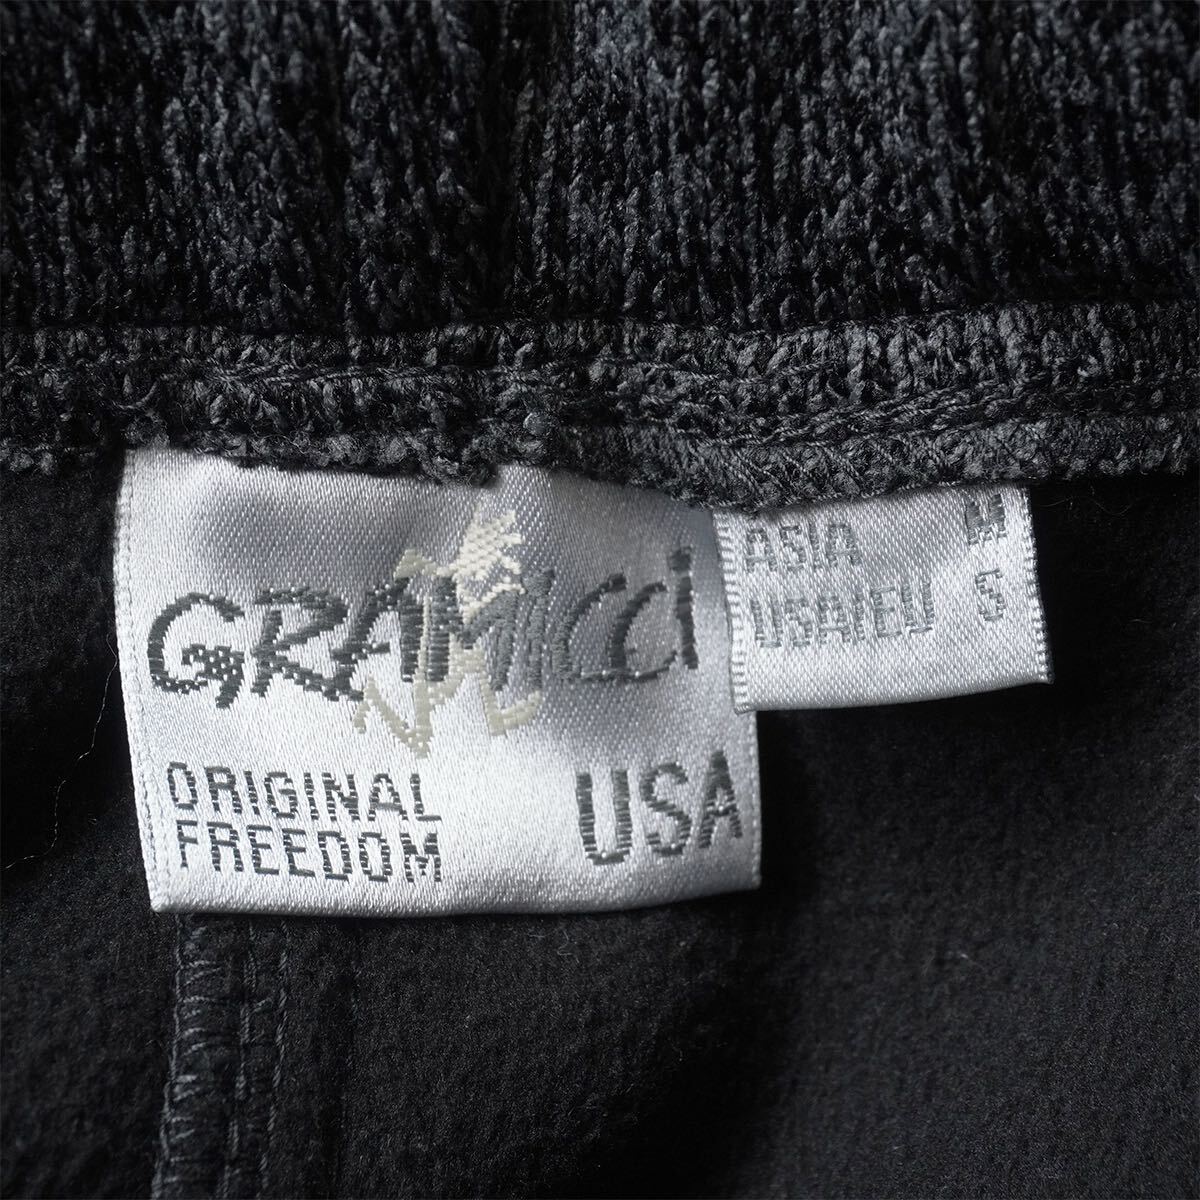 GRAMICCI
ORIGINAL
FREEDOM
USA
ASIA M
USA/EU S